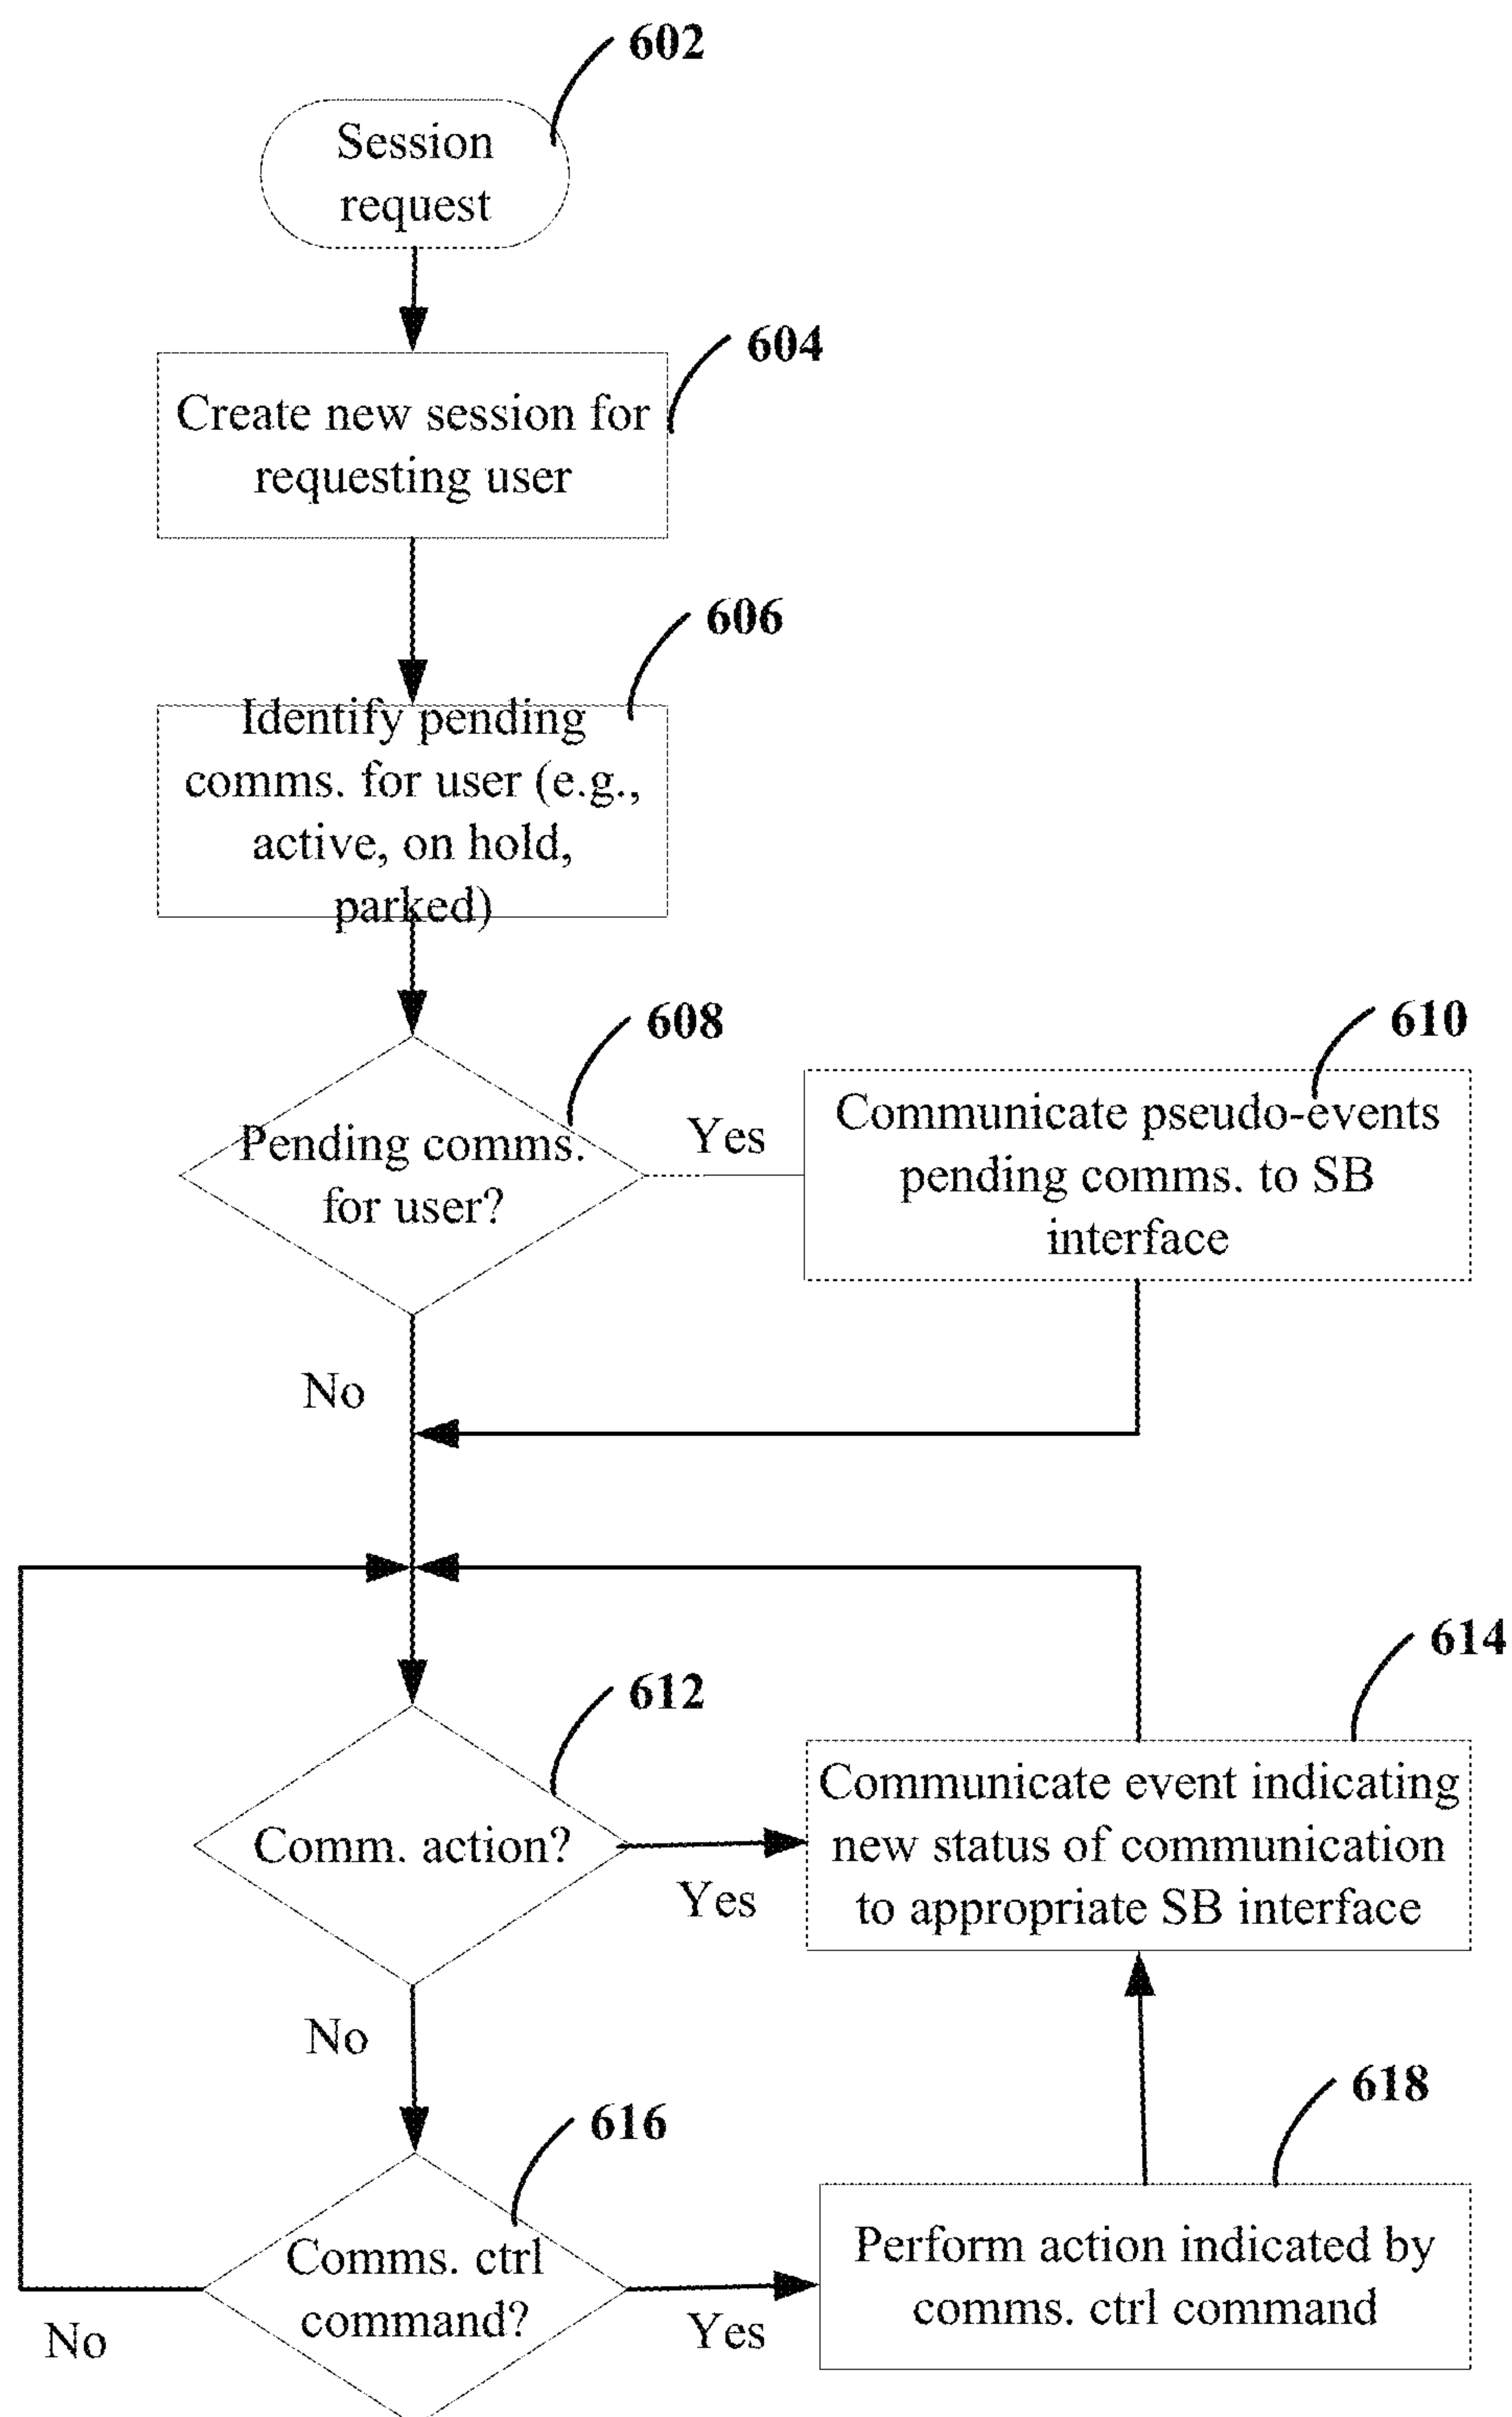 602
Session
request
604
Create new session for
requesting user
606
Identify pending
comms. for user (e.g.,
active, on hold,
parked)
608
Pending comms.
for user?
Yes
610
Communicate pseudo-events
pending comms. to SB
interface
No
612
Comm. action?
Yes
614
Communicate event indicating
new status of communication
to appropriate SB interface
No
616
Comms. ctrl
command?
Yes
618
Perform action indicated by
comms. ctrl command
No